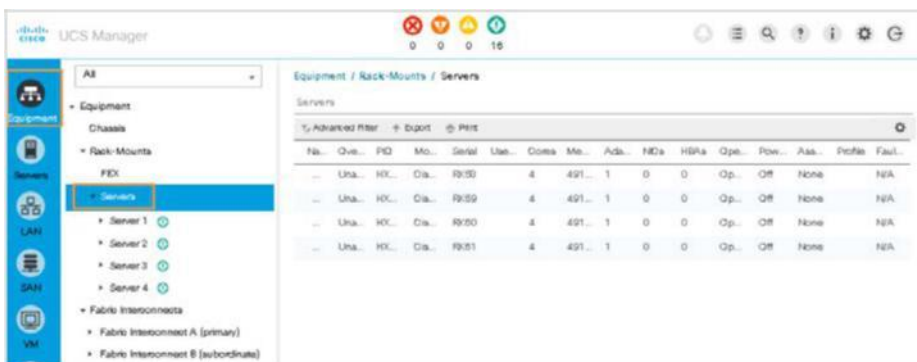 CISCO UCS Manager
0 0 0 16
Equipment
Servers
LAN
SAN
VM
All
Equipment
Chassis
Rack-Mounts
FEX
Servers
Server 1
Server 2
Server 3
Server 4
Fabric Interconnects
Fabric Interconnect A (primary)
Fabric Interconnect B (subordinate)
Equipment / Rack-Mounts / Servers
Servers
Advanced Filter + Export Print
Na... Ove... PID Mo... Serial Use... Cores Me... Ada... NICs HBAs Ope... Pow... Ass... Profile Faul...
... Una... HX... Cis... 4 491... 1 0 0 Op... Off None N/A
... Una... HX... Cis... 4 491... 1 0 0 Op... Off None N/A
... Una... HX... Cis... 4 491... 1 0 0 Op... Off None N/A
... Una... HX... Cis... 4 491... 1 0 0 Op... Off None N/A